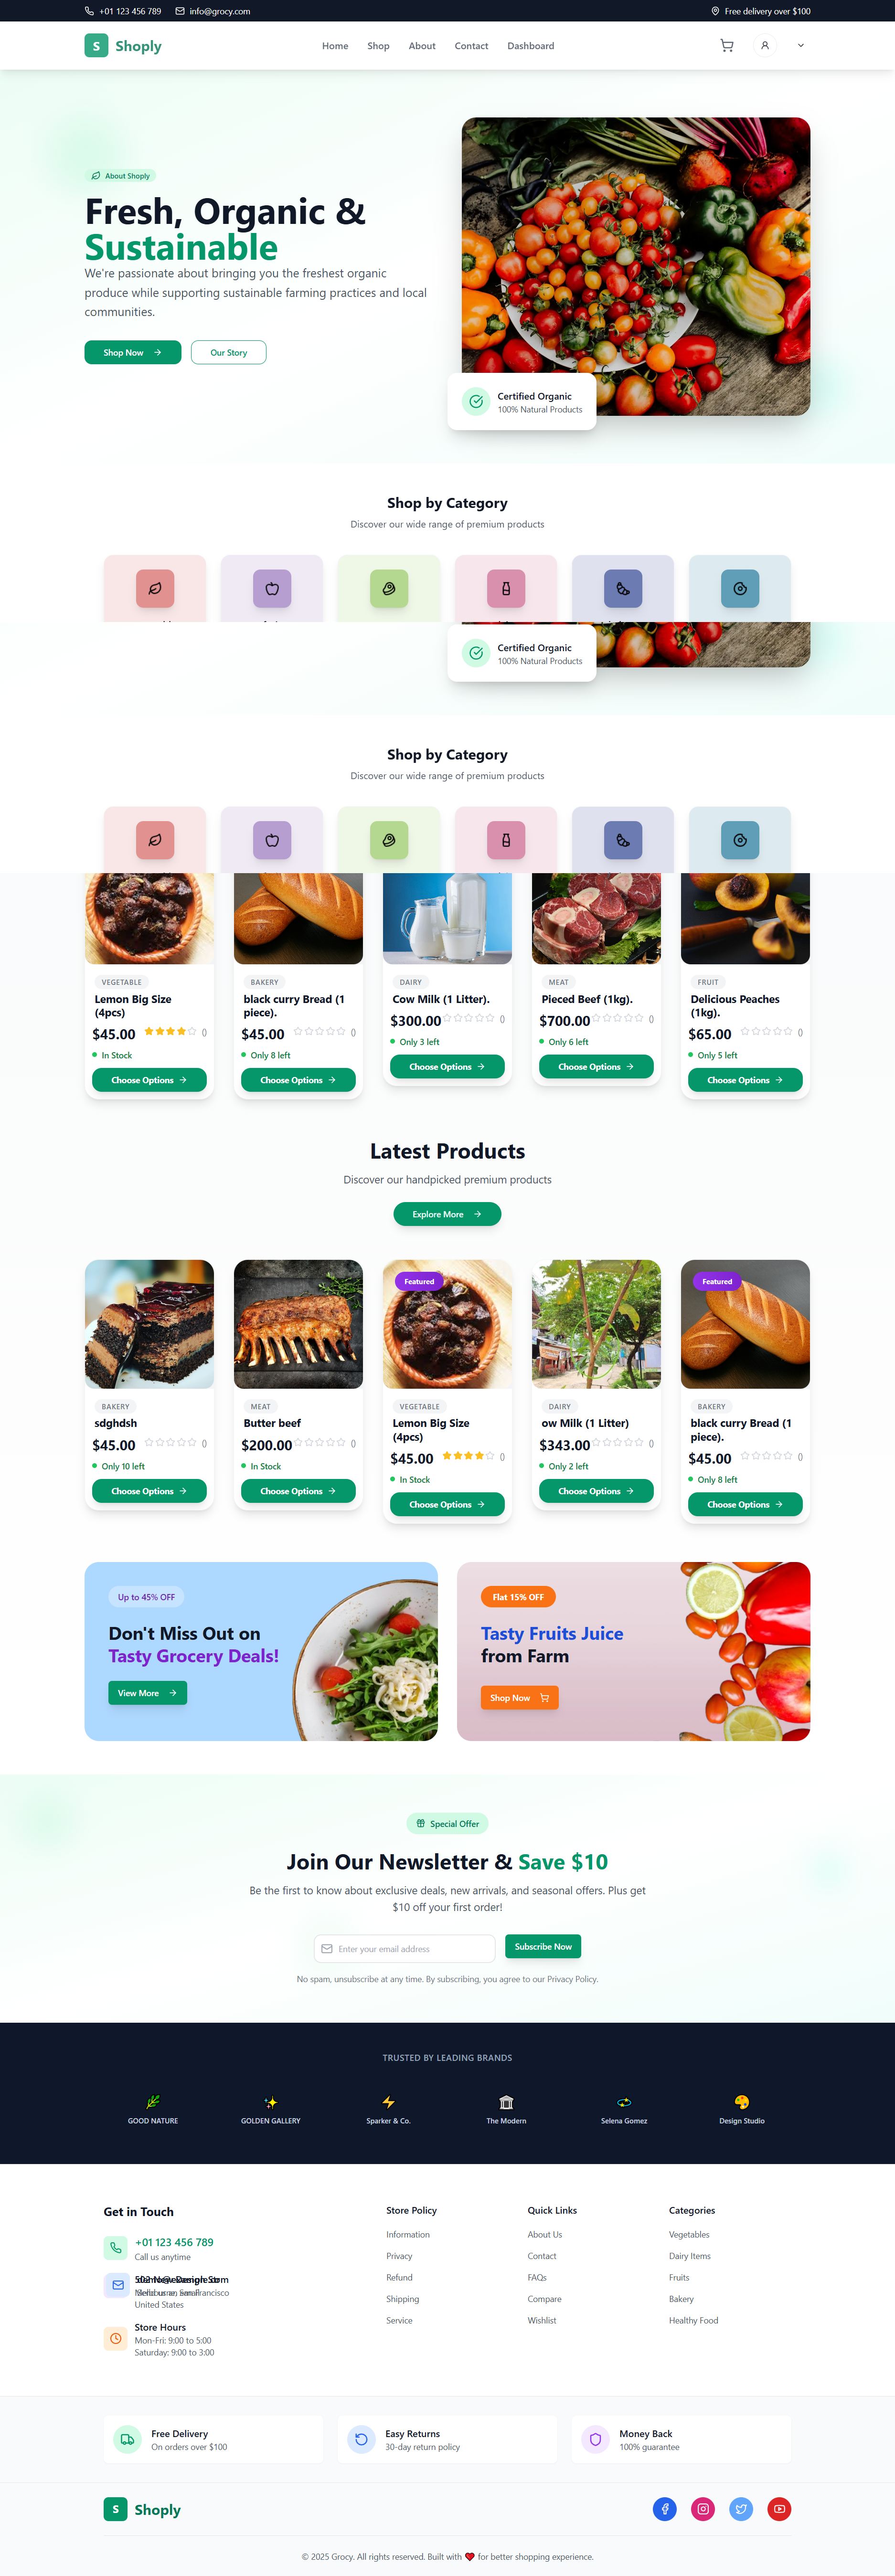 +01 123 456 789
info@grocy.com
Free delivery over $100
S
Shoply
Home
Shop
About
Contact
Dashboard
About Shoply
Fresh, Organic &
Sustainable
We're passionate about bringing you the freshest organic
produce while supporting sustainable farming practices and local
communities.
Shop Now
Our Story
Certified Organic
100% Natural Products
Shop by Category
Discover our wide range of premium products
Certified Organic
100% Natural Products
Shop by Category
Discover our wide range of premium products
VEGETABLE
Lemon Big Size
(4pcs)
$45.00
()
In Stock
Choose Options
BAKERY
black curry Bread (1
piece).
$45.00
()
Only 8 left
Choose Options
DAIRY
Cow Milk (1 Liter).
$300.00
()
Only 3 left
Choose Options
MEAT
Pieced Beef (1kg).
$700.00
()
Only 6 left
Choose Options
FRUIT
Delicious Peaches
(1kg).
$65.00
()
Only 5 left
Choose Options
Latest Products
Discover our handpicked premium products
Explore More
BAKERY
sdghdsh
$45.00
()
Only 10 left
Choose Options
MEAT
Butter beef
$200.00
()
In Stock
Choose Options
Featured
VEGETABLE
Lemon Big Size
(4pcs)
$45.00
()
In Stock
Choose Options
DAIRY
ow Milk (1 Litter)
$343.00
()
Only 2 left
Choose Options
Featured
BAKERY
black curry Bread (1
piece).
$45.00
()
Only 8 left
Choose Options
Up to 45% OFF
Don't Miss Out on
Tasty Grocery Deals!
View More
Flat 15% OFF
Tasty Fruits Juice
from Farm
Shop Now
Special Offer
Join Our Newsletter & Save $10
Be the first to know about exclusive deals, new arrivals, and seasonal offers. Plus get
$10 off your first order!
Enter your email address
Subscribe Now
No spam, unsubscribe at any time. By subscribing, you agree to our Privacy Policy.
TRUSTED BY LEADING BRANDS
GOOD NATURE
GOLDEN GALLERY
Sparker & Co.
The Modern
Selena Gomez
Design Studio
Get in Touch
+01 123 456 789
Call us anytime
United States
Store Hours
Mon-Fri: 9:00 to 5:00
Saturday: 9:00 to 3:00
Store Policy
Information
Privacy
Refund
Shipping
Service
Quick Links
About Us
Contact
FAQs
Compare
Wishlist
Categories
Vegetables
Dairy Items
Fruits
Bakery
Healthy Food
Free Delivery
On orders over $100
Easy Returns
30-day return policy
Money Back
100% guarantee
S
Shoply
© 2025 Grocy. All rights reserved. Built with ❤️ for better shopping experience.